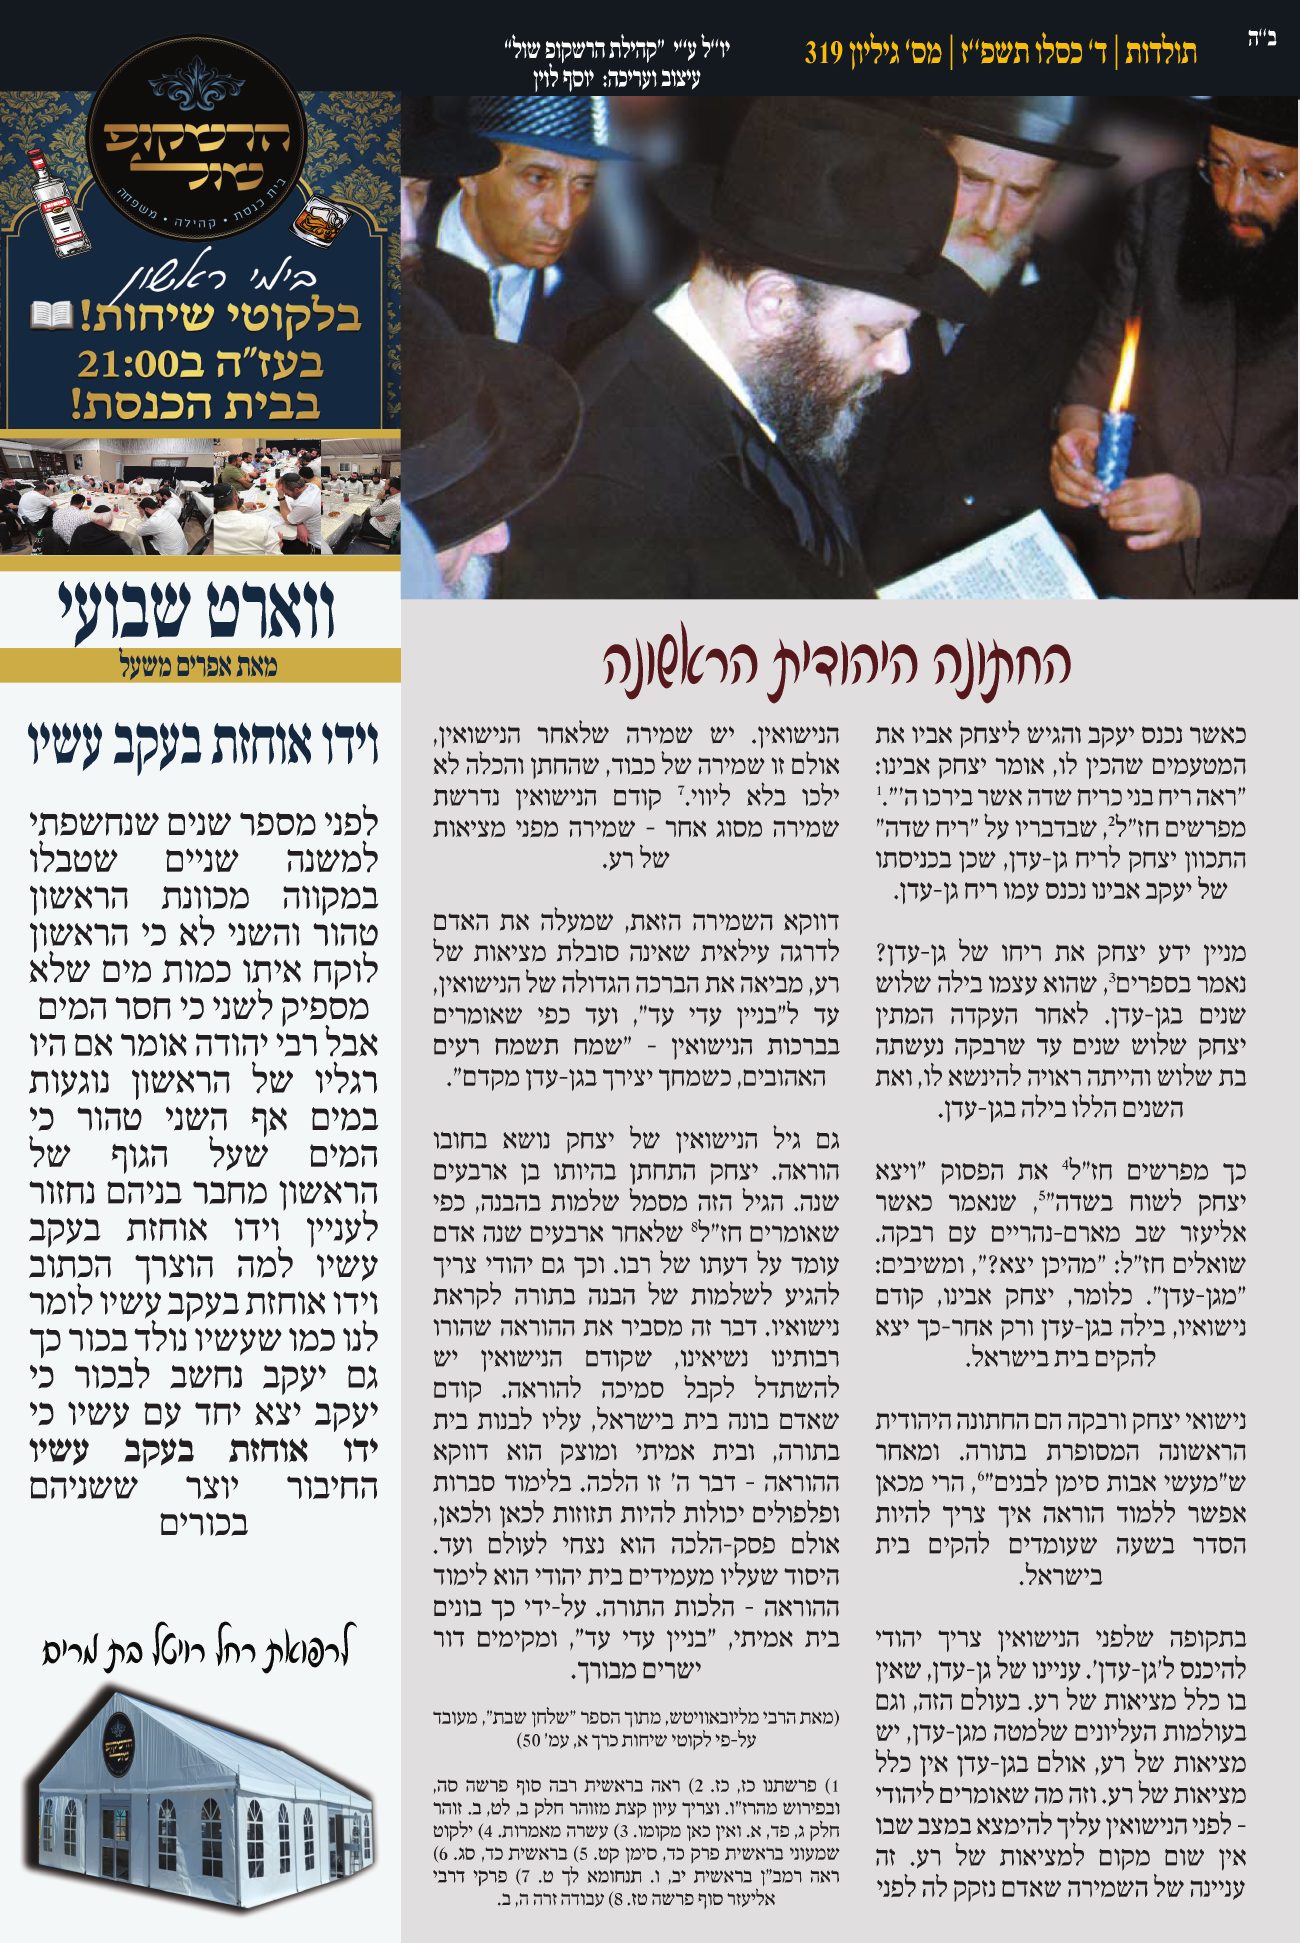 ב"ה
תולדות | ד' כסלו תשפ"ז | מס' גיליון 319
יו"ל ע"י "קהילת הרשקופ שול"
עיצוב ועריכה: יוסף לוין
הרשקופ
שול
בית כנסת • קהילה • משפחה
בימי ראשון
בלקוטי שיחות!
בעז"ה ב21:00
בבית הכנסת!
החתונה היהודית הראשונה
כאשר נכנס יעקב והגיש ליצחק אביו את
המטעמים שהכין לו, אומר יצחק אבינו:
"ראה ריח בני כריח שדה אשר בירכו ה'".1
מפרשים חז"ל2, שבדבריו על "ריח שדה"
התכוון יצחק לריח גן-עדן, שכן בכניסתו
של יעקב אבינו נכנס עמו ריח גן-עדן.
מניין ידע יצחק את ריחו של גן-עדן?
נאמר בספרים3, שהוא עצמו בילה שלוש
שנים בגן-עדן. לאחר העקדה המתין
יצחק שלוש שנים עד שרבקה נעשתה
בת שלוש והייתה ראויה להינשא לו, ואת
השנים הללו בילה בגן-עדן.
כך מפרשים חז"ל4 את הפסוק "ויצא
יצחק לשוח בשדה"5, שנאמר כאשר
אליעזר שב מארם-נהריים עם רבקה.
שואלים חז"ל: "מהיכן יצא?", ומשיבים:
"מגן-עדן". כלומר, יצחק אבינו, קודם
נישואיו, בילה בגן-עדן ורק אחר-כך יצא
להקים בית בישראל.
נישואי יצחק ורבקה הם החתונה היהודית
הראשונה המסופרת בתורה. ומאחר
ש"מעשי אבות סימן לבנים"6, הרי מכאן
אפשר ללמוד הוראה איך צריך להיות
הסדר בשעה שעומדים להקים בית
בישראל.
בתקופה שלפני הנישואין צריך יהודי
להיכנס ל'גן-עדן'. עניינו של גן-עדן, שאין
בו כלל מציאות של רע. בעולם הזה, וגם
בעולמות העליונים שלמטה מגן-עדן, יש
מציאות של רע, אולם בגן-עדן אין כלל
מציאות של רע. וזה מה שאומרים ליהודי
- לפני הנישואין עליך להימצא במצב שבו
אין שום מקום למציאות של רע. זה
עניינה של השמירה שאדם נזקק לה לפני
הנישואין. יש שמירה שלאחר הנישואין,
אולם זו שמירה של כבוד, שהחתן והכלה לא
ילכו בלא ליווי.7 קודם הנישואין נדרשת
שמירה מסוג אחר - שמירה מפני מציאות
של רע.
דווקא השמירה הזאת, שמעלה את האדם
לדרגה עילאית שאינה סובלת מציאות של
רע, מביאה את הברכה הגדולה של הנישואין,
עד ל"בניין עדי עד", ועד כפי שאומרים
בברכות הנישואין - "שמח תשמח רעים
האהובים, כשמחך יצירך בגן-עדן מקדם".
גם גיל הנישואין של יצחק נושא בחובו
הוראה. יצחק התחתן בהיותו בן ארבעים
שנה. הגיל הזה מסמל שלמות בהבנה, כפי
שאומרים חז"ל8 שלאחר ארבעים שנה אדם
עומד על דעתו של רבו. וכך גם יהודי צריך
להגיע לשלמות של הבנה בתורה לקראת
נישואיו. דבר זה מסביר את ההוראה שהורו
רבותינו נשיאינו, שקודם הנישואין יש
להשתדל לקבל סמיכה להוראה. קודם
שאדם בונה בית בישראל, עליו לבנות בית
בתורה, ובית אמיתי ומוצק הוא דווקא
ההוראה - דבר ה' זו הלכה. בלימוד סברות
ופלפולים יכולות להיות תזוזות לכאן ולכאן,
אולם פסק-הלכה הוא נצחי לעולם ועד.
היסוד שעליו מעמידים בית יהודי הוא לימוד
ההוראה - הלכות התורה. על-ידי כך בונים
בית אמיתי, "בניין עדי עד", ומקימים דור
ישרים מבורך.
(מאת הרבי מליובאוויטש, מתוך הספר "שלחן שבת", מעובד
על-פי לקוטי שיחות כרך א, עמ' 50)
1) פרשתנו כז, כז. 2) ראה בראשית רבה סוף פרשה סה,
ובפירוש מהרז"ו. וצריך עיון קצת מזוהר חלק ב, לט, ב. זוהר
חלק ג, פד, א. ואין כאן מקומו. 3) עשרה מאמרות. 4) ילקוט
שמעוני בראשית פרק כד, סימן קט. 5) בראשית כד, סג. 6)
ראה רמב"ן בראשית יב, ו. תנחומא לך ט. 7) פרקי דרבי
אליעזר סוף פרשה טז. 8) עבודה זרה ה, ב.
ווארט שבועי
מאת אפרים משעל
וידו אוחזת בעקב עשיו
לפני מספר שנים שנחשפתי
למשנה שניים שטבלו
במקווה מכוונת הראשון
טהור והשני לא כי הראשון
לוקח איתו כמות מים שלא
מספיק לשני כי חסר המים
אבל רבי יהודה אומר אם היו
רגליו של הראשון נוגעות
במים אף השני טהור כי
המים שעל הגוף של
הראשון מחבר בניהם נחזור
לעניין וידו אוחזת בעקב
עשיו למה הוצרך הכתוב
וידו אוחזת בעקב עשיו לומר
לנו כמו שעשיו נולד בכור כך
גם יעקב נחשב לבכור כי
יעקב יצא יחד עם עשיו כי
ידו אוחזת בעקב עשיו
החיבור יוצר ששניהם
בכורים
לרפואת רחל רויטל בת מרים
הרשקופ
שול